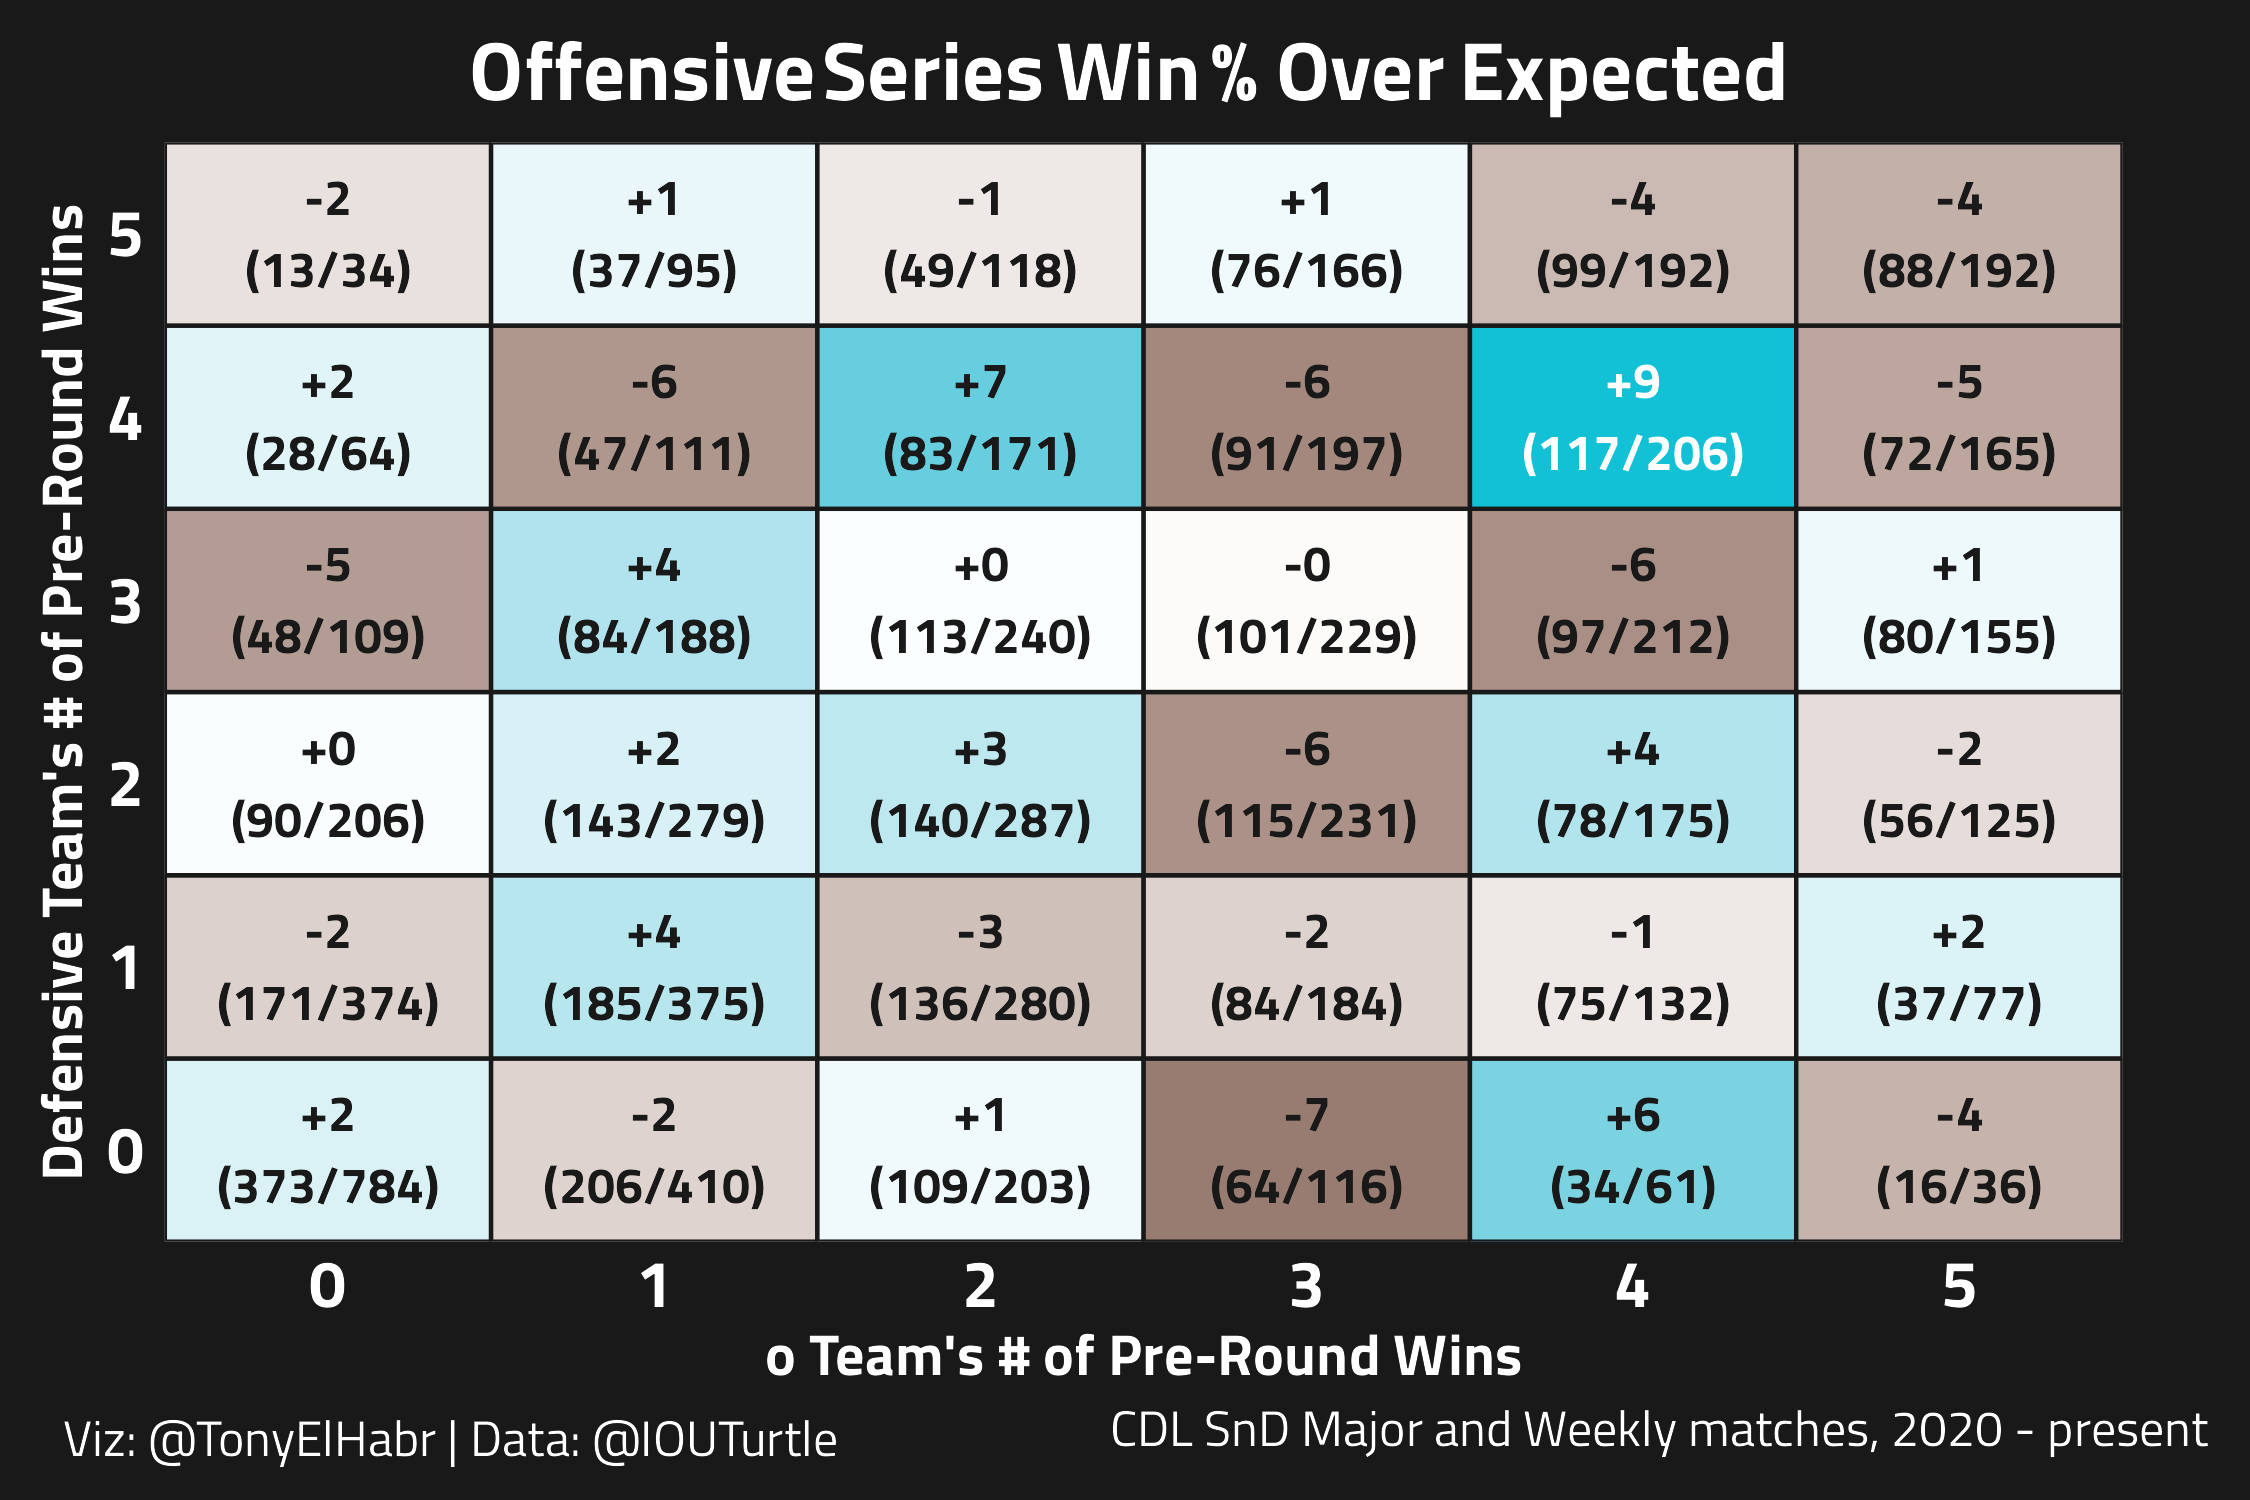 Offensive Series Win % Over Expected
Defensive Team's # of Pre-Round Wins
5
-2 +1 -1 +1 -4 -4
(13/34) (37/95) (49/118) (76/166) (99/192) (88/192)
4
+2 -6 +7 -6 +9 -5
(28/64) (47/111) (83/171) (91/197) (117/206) (72/165)
3
-5 +4 +0 -0 -6 +1
(48/109) (84/188) (113/240) (101/229) (97/212) (80/155)
2
+0 +2 +3 -6 +4 -2
(90/206) (143/279) (140/287) (115/231) (78/175) (56/125)
1
-2 +4 -3 -2 -1 +2
(171/374) (185/375) (136/280) (84/184) (75/132) (37/77)
0
+2 -2 +1 -7 +6 -4
(373/784) (206/410) (109/203) (64/116) (34/61) (16/36)
0 1 2 3 4 5
o Team's # of Pre-Round Wins
Viz: @TonyElHabr | Data: @IOUTurtle
CDL SnD Major and Weekly matches, 2020 - present